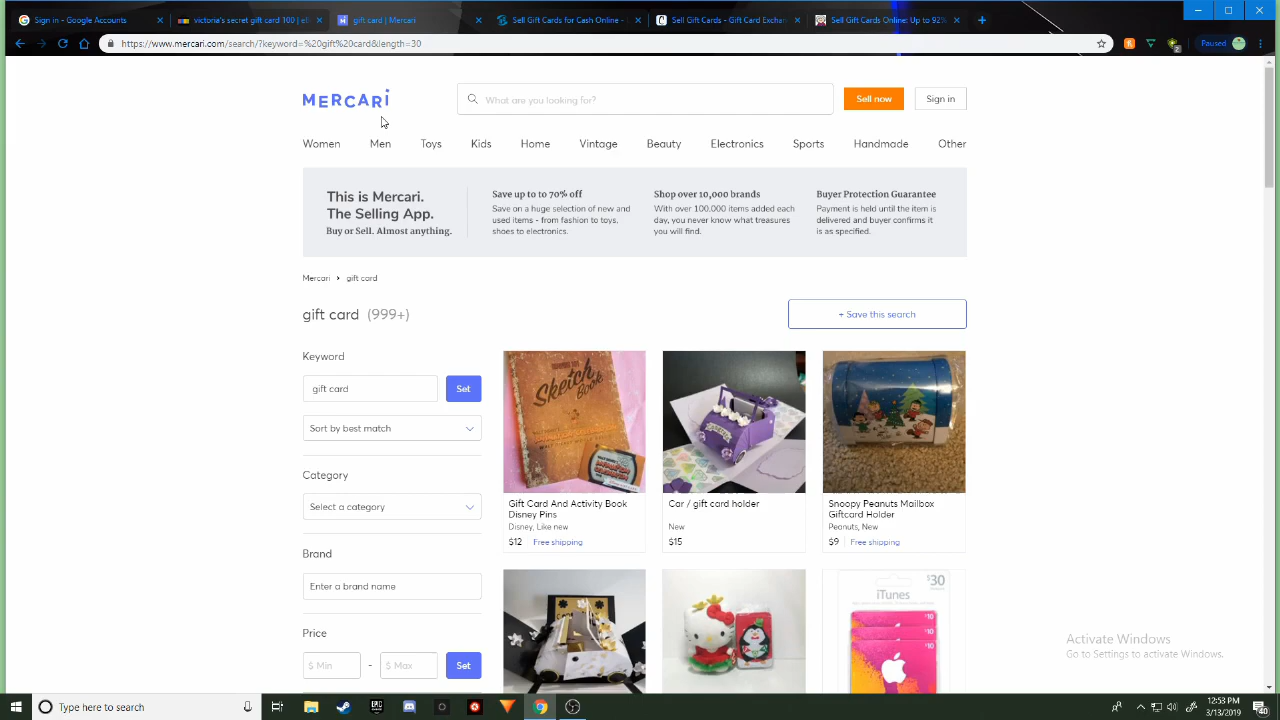 Sign in - Google Accounts
victoria's secret gift card 100 | el
gift card | Mercari
Sell Gift Cards for Cash Online -
Sell Gift Cards - Gift Card Exchan
Sell Gift Cards Online: Up to 92%
https://www.mercari.com/search/?keyword=%20gift%20card&length=30
Paused
MERCARI
What are you looking for?
Sell now
Sign in
Women Men Toys Kids Home Vintage Beauty Electronics Sports Handmade Other
This is Mercari.
The Selling App.
Buy or Sell. Almost anything.
Save up to to 70% off
Save on a huge selection of new and
used items - from fashion to toys,
shoes to electronics.
Shop over 10,000 brands
With over 100,000 items added each
day, you never know what treasures
you will find.
Buyer Protection Guarantee
Payment is held until the item is
delivered and buyer confirms it
is as specified.
Mercari > gift card
gift card (999+)
+ Save this search
Keyword
gift card
Set
Sort by best match
Category
Select a category
Brand
Enter a brand name
Price
$ Min - $ Max Set
Sketch
Book
Gift Card And Activity Book
Disney Pins
Disney, Like new
$12 Free shipping
Car / gift card holder
New
$15
Snoopy Peanuts Mailbox
Giftcard Holder
Peanuts, New
$9 Free shipping
$30
iTunes
$10
$10
$10
Activate Windows
Go to Settings to activate Windows.
Type here to search
12:53 PM
3/13/2019
40